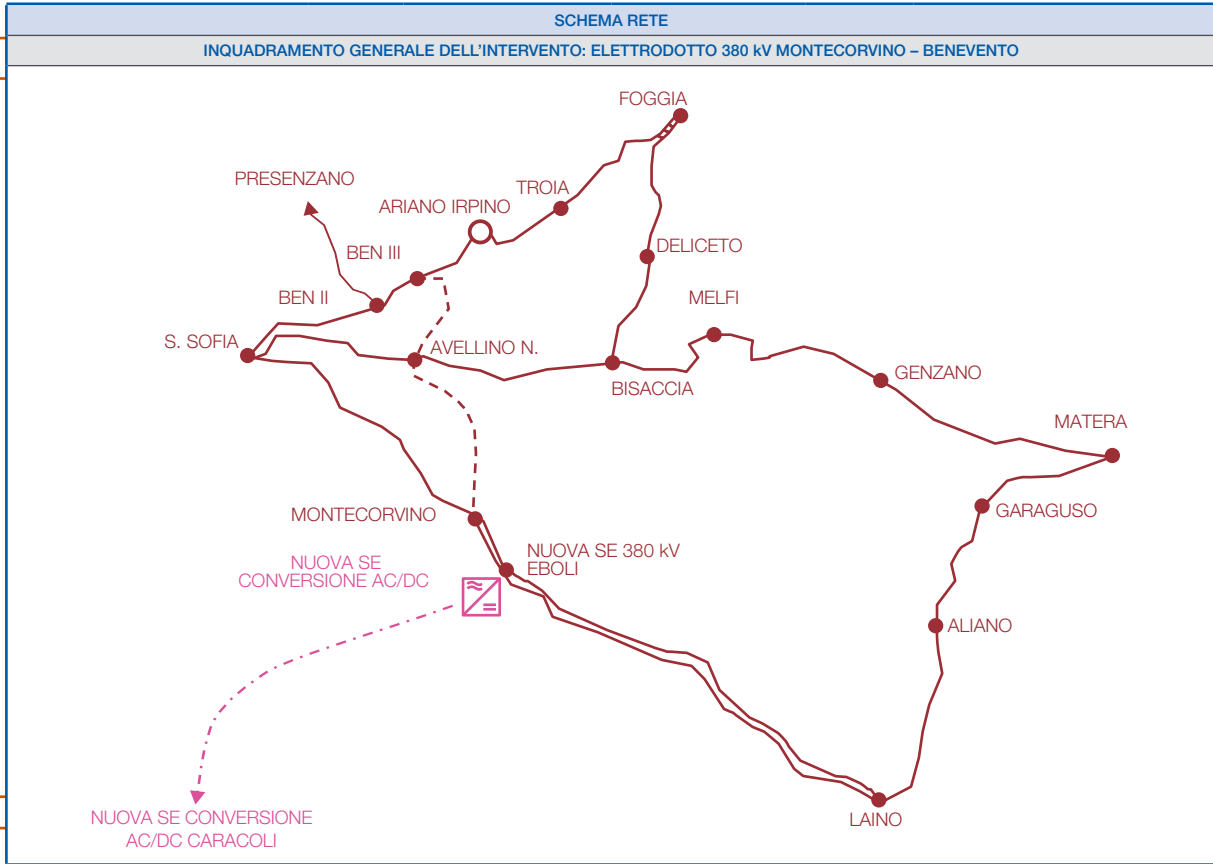 SCHEMA RETE
INQUADRAMENTO GENERALE DELL'INTERVENTO: ELETTRODOTTO 380 kV MONTECORVINO – BENEVENTO
FOGGIA
PRESENZANO
TROIA
ARIANO IRPINO
BEN III
DELICETO
BEN II
MELFI
S. SOFIA
AVELLINO N.
BISACCIA
GENZANO
MATERA
MONTECORVINO
GARAGUSO
NUOVA SE 380 kV
EBOLI
NUOVA SE
CONVERSIONE AC/DC
ALIANO
NUOVA SE CONVERSIONE
AC/DC CARACOLI
LAINO